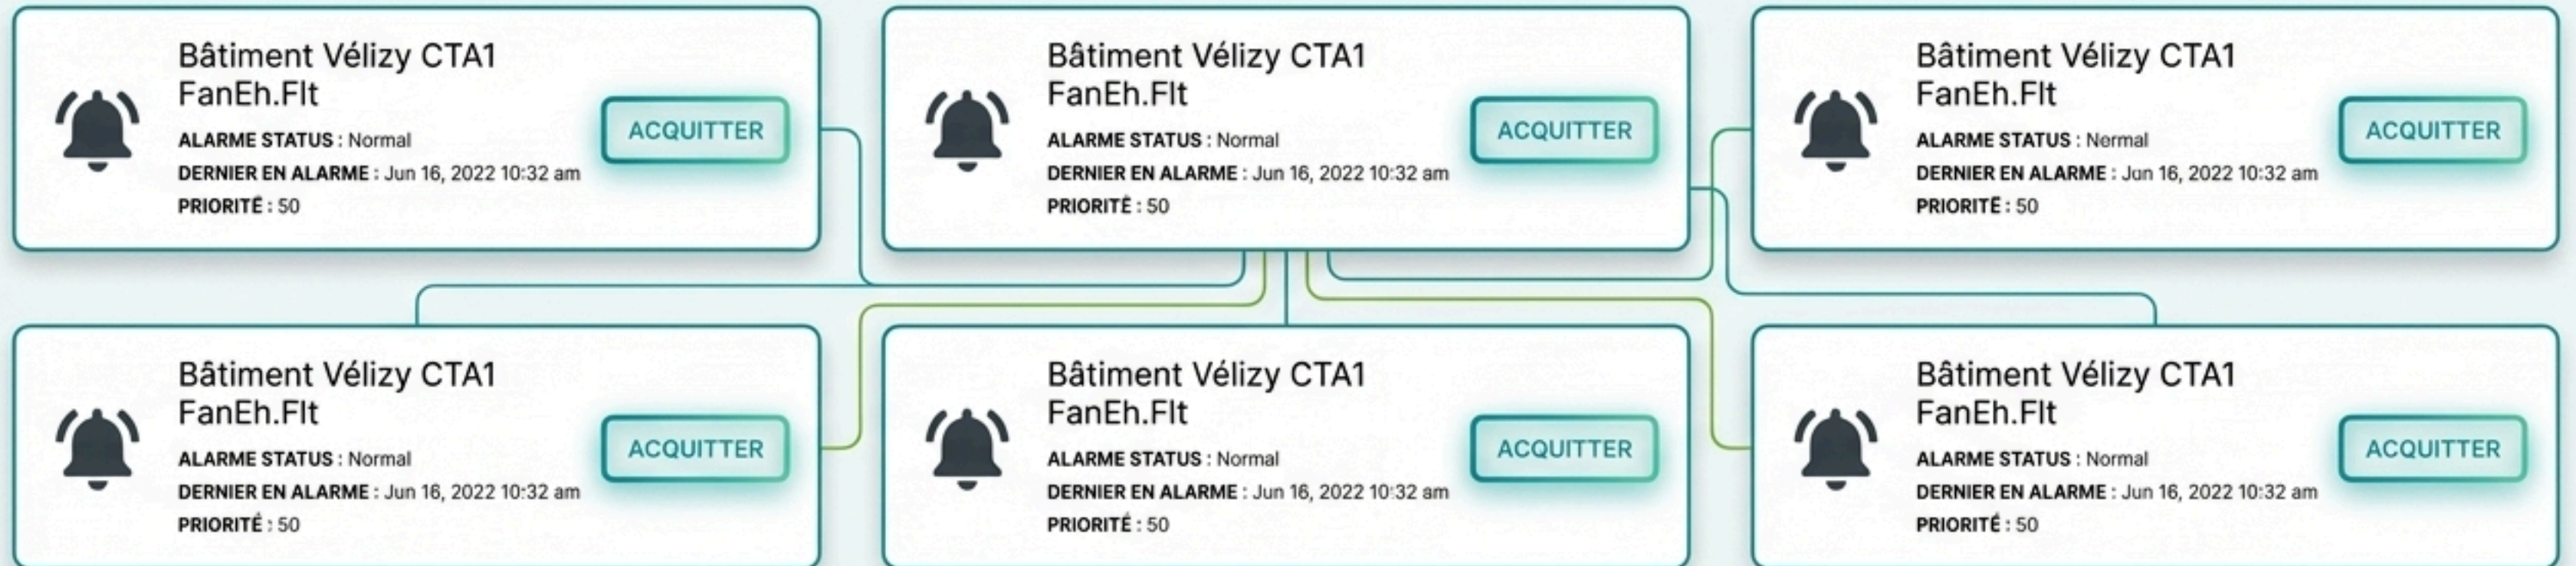 Bâtiment Vélizy CTA1
FanEh.Flt
ALARME STATUS : Normal
DERNIER EN ALARME : Jun 16, 2022 10:32 am
PRIORITÉ : 50
ACQUITTER
Bâtiment Vélizy CTA1
FanEh.Flt
ALARME STATUS : Normal
DERNIER EN ALARME : Jun 16, 2022 10:32 am
PRIORITÉ : 50
ACQUITTER
Bâtiment Vélizy CTA1
FanEh.Flt
ALARME STATUS : Nermal
DERNIER EN ALARME : Jun 16, 2022 10:32 am
PRIORITÉ : 50
ACQUITTER
Bâtiment Vélizy CTA1
FanEh.Flt
ALARME STATUS : Normal
DERNIER EN ALARME : Jun 16, 2022 10:32 am
PRIORITÉ : 50
ACQUITTER
Bâtiment Vélizy CTA1
FanEh.Flt
ALARME STATUS : Normal
DERNIER EN ALARME : Jun 16, 2022 10:32 am
PRIORITÉ : 50
ACQUITTER
Bâtiment Vélizy CTA1
FanEh.Flt
ALARME STATUS : Normal
DERNIER EN ALARME : Jun 16, 2022 10:32 am
PRIORITÉ : 50
ACQUITTER